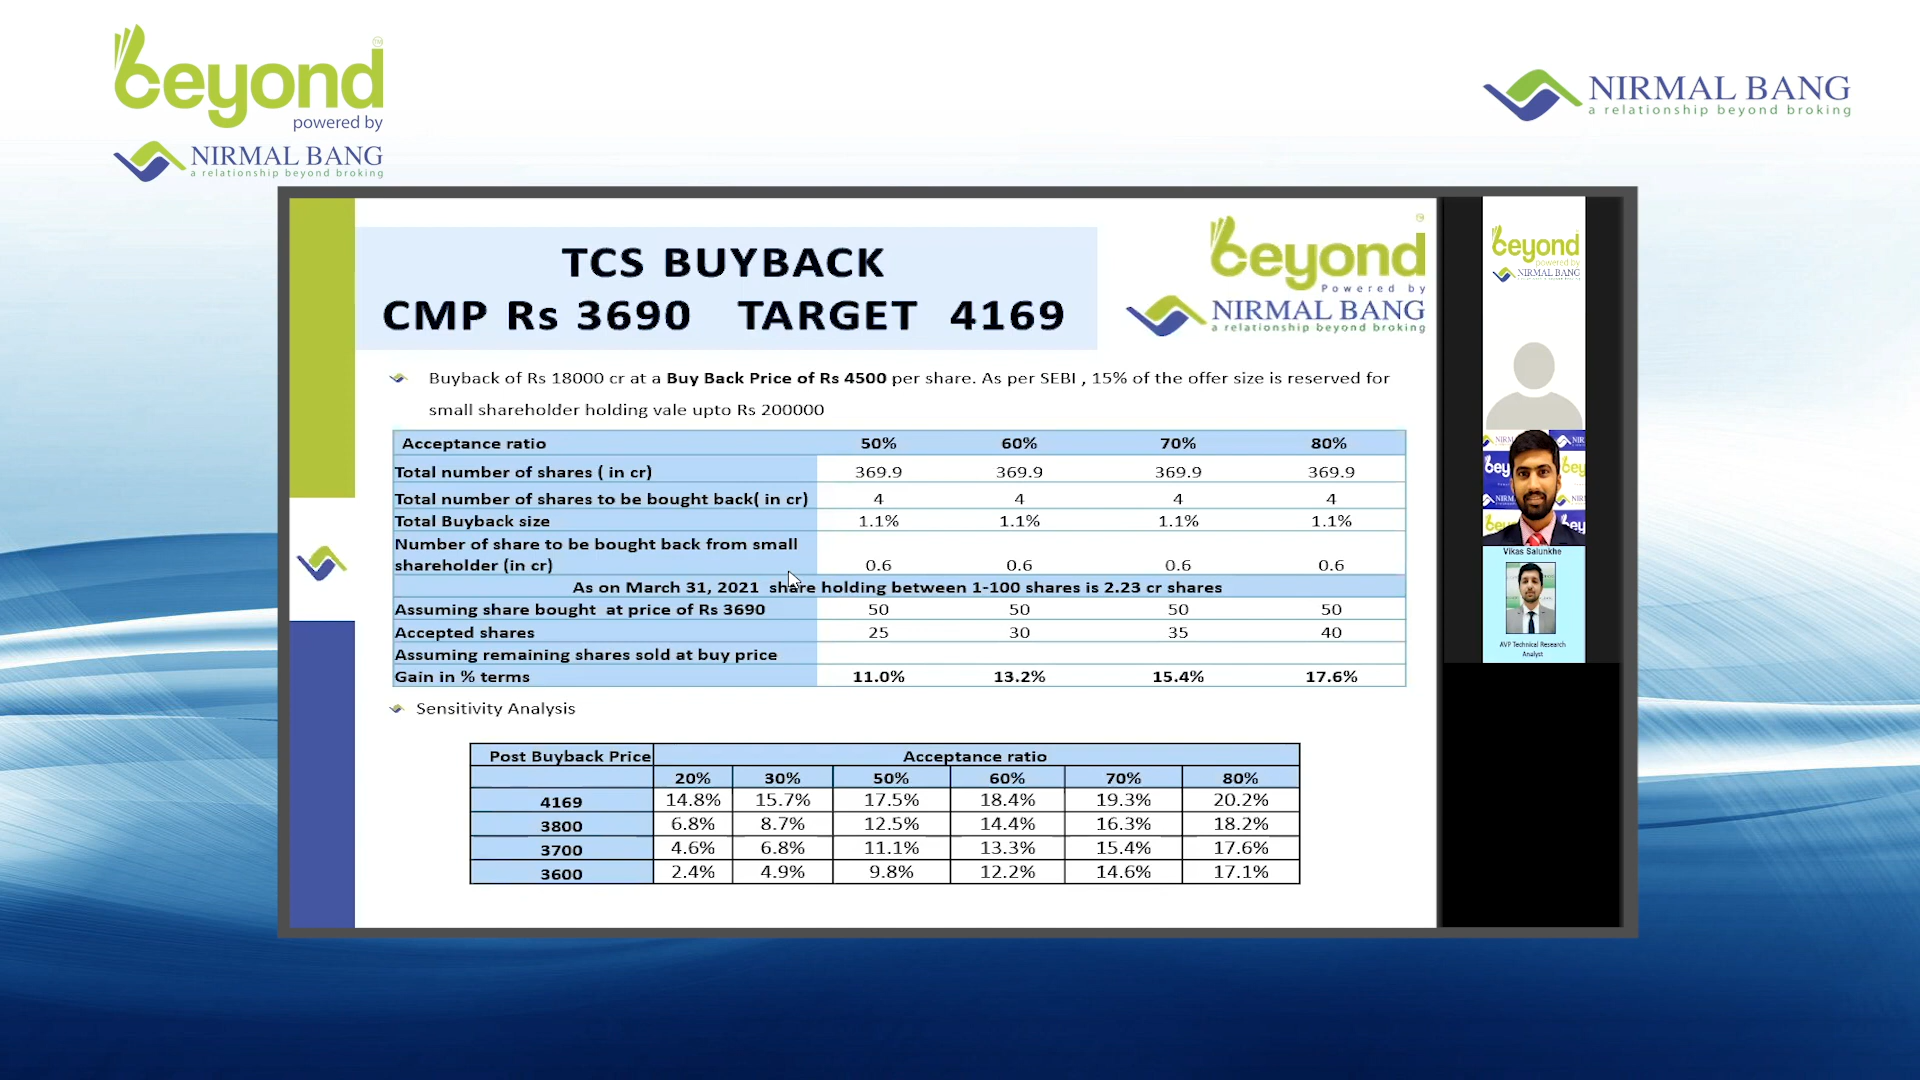 beyond
powered by
NIRMAL BANG
a relationship beyond broking
NIRMAL BANG
a relationship beyond broking
TCS BUYBACK
CMP Rs 3690 TARGET 4169
beyond
Powered by
NIRMAL BANG
a relationship beyond broking
Buyback of Rs 18000 cr at a Buy Back Price of Rs 4500 per share. As per SEBI , 15% of the offer size is reserved for
small shareholder holding vale upto Rs 200000
Acceptance ratio 50% 60% 70% 80%
Total number of shares ( in cr) 369.9 369.9 369.9 369.9
Total number of shares to be bought back( in cr) 4 4 4 4
Total Buyback size 1.1% 1.1% 1.1% 1.1%
Number of share to be bought back from small
shareholder (in cr) 0.6 0.6 0.6 0.6
As on March 31, 2021 share holding between 1-100 shares is 2.23 cr shares
Assuming share bought at price of Rs 3690 50 50 50 50
Accepted shares 25 30 35 40
Assuming remaining shares sold at buy price
Gain in % terms 11.0% 13.2% 15.4% 17.6%
Sensitivity Analysis
Post Buyback Price Acceptance ratio
20% 30% 50% 60% 70% 80%
4169 14.8% 15.7% 17.5% 18.4% 19.3% 20.2%
3800 6.8% 8.7% 12.5% 14.4% 16.3% 18.2%
3700 4.6% 6.8% 11.1% 13.3% 15.4% 17.6%
3600 2.4% 4.9% 9.8% 12.2% 14.6% 17.1%
beyond
powered by
NIRMAL BANG
Vikas Salunkhe
AVP Technical Research
Analyst